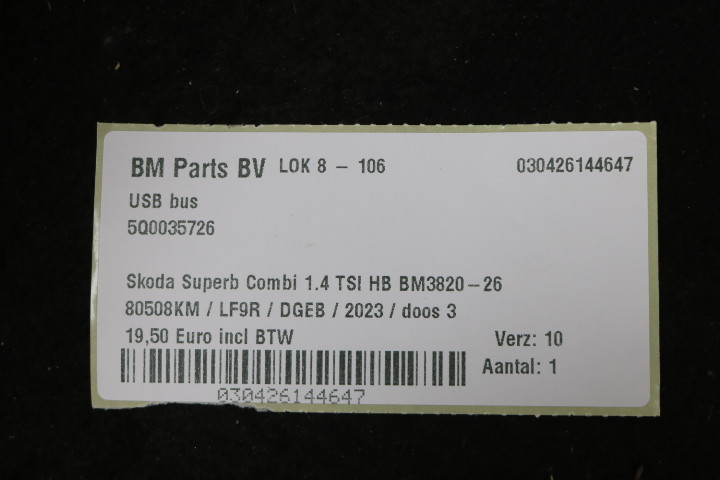 BM Parts BV LOK 8 - 106 030426144647
USB bus
5Q0035726
Skoda Superb Combi 1.4 TSI HB BM3820-26
80508KM / LF9R / DGEB / 2023 / doos 3
19,50 Euro incl BTW Verz: 10
Aantal: 1
030426144647